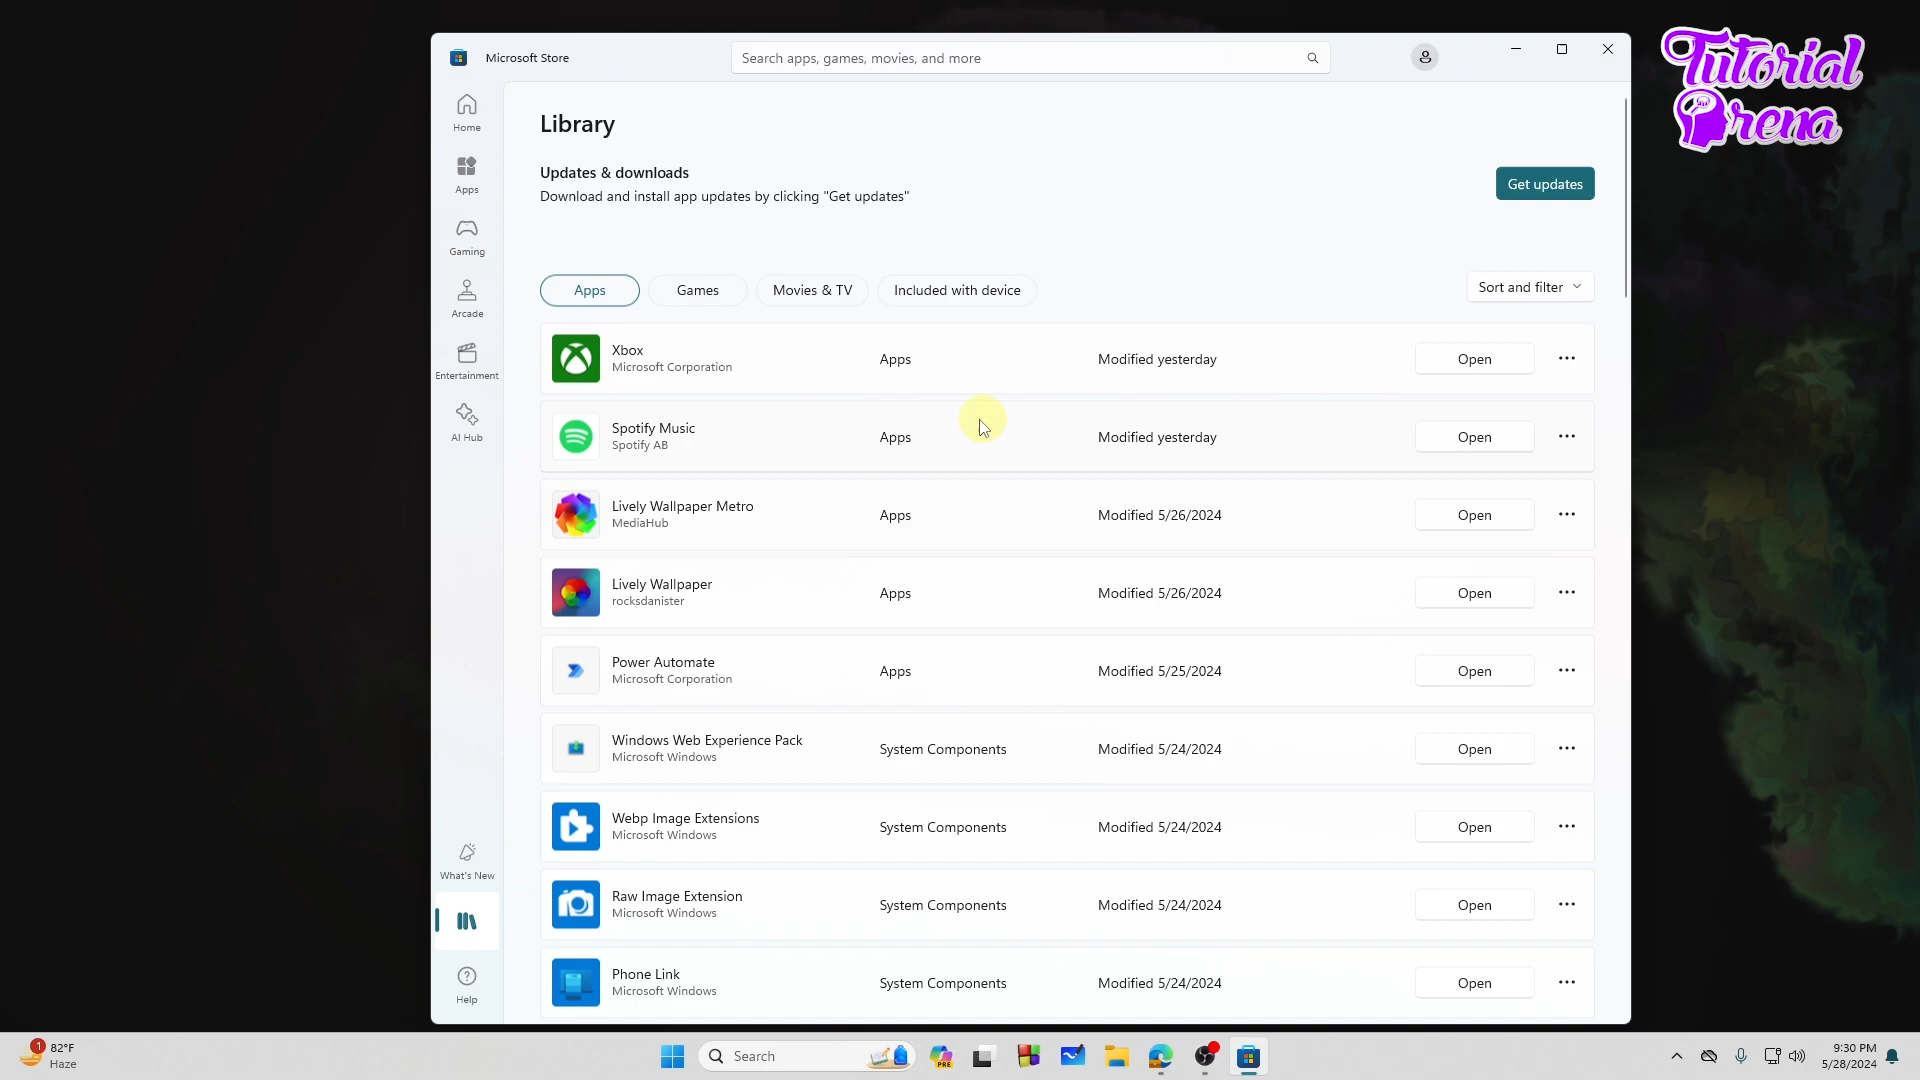 Tutorial
Arena
Microsoft Store
Search apps, games, movies, and more
Home
Apps
Gaming
Arcade
Entertainment
AI Hub
What's New
Help
Library
Updates & downloads
Download and install app updates by clicking "Get updates"
Get updates
Apps
Games
Movies & TV
Included with device
Sort and filter
Xbox
Microsoft Corporation
Apps
Modified yesterday
Open
Spotify Music
Spotify AB
Apps
Modified yesterday
Open
Lively Wallpaper Metro
MediaHub
Apps
Modified 5/26/2024
Open
Lively Wallpaper
rocksdanister
Apps
Modified 5/26/2024
Open
Power Automate
Microsoft Corporation
Apps
Modified 5/25/2024
Open
Windows Web Experience Pack
Microsoft Windows
System Components
Modified 5/24/2024
Open
Webp Image Extensions
Microsoft Windows
System Components
Modified 5/24/2024
Open
Raw Image Extension
Microsoft Windows
System Components
Modified 5/24/2024
Open
Phone Link
Microsoft Windows
System Components
Modified 5/24/2024
Open
1
82°F
Haze
Search
PRE
9:30 PM
5/28/2024